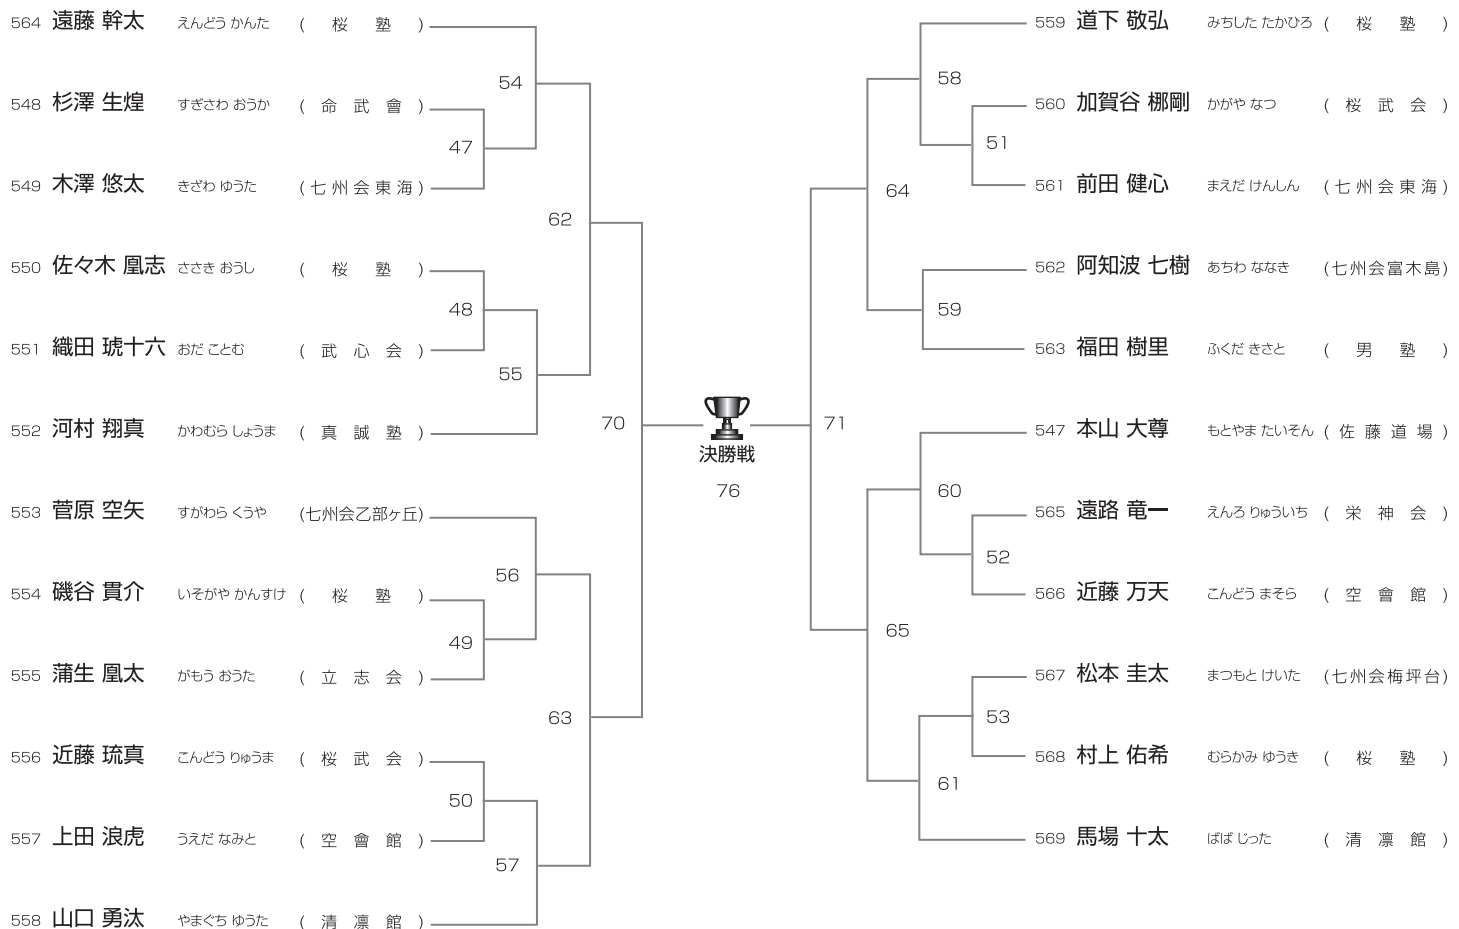 564 遠藤 幹太 えんどう かんた ( 桜 塾 )
54
548 杉澤 生煌 すぎさわ おうか ( 命 武 會 )
47
549 木澤 悠太 きざわ ゆうた ( 七 州 会 東 海 )
62
550 佐々木 凰志 ささき おうし ( 桜 塾 )
48
551 織田 琥十六 おだ ことむ ( 武 心 会 )
55
552 河村 翔真 かわむら しょうま ( 真 誠 塾 )
70
553 菅原 空矢 すがわら くうや (七州会乙部ヶ丘)
56
554 磯谷 貫介 いそがや かんすけ ( 桜 塾 )
49
555 蒲生 凰太 がもう おうた ( 立 志 会 )
63
556 近藤 琉真 こんどう りゅうま ( 桜 武 会 )
50
557 上田 浪虎 うえだ なみと ( 空 會 館 )
57
558 山口 勇汰 やまぐち ゆうた ( 清 凛 館 )
決勝戦
76
559 道下 敬弘 みちした たかひろ ( 桜 塾 )
58
560 加賀谷 梛剛 かがや なつ ( 桜 武 会 )
51
561 前田 健心 まえだ けんしん ( 七 州 会 東 海 )
64
562 阿知波 七樹 あちわ ななき (七州会富木島)
59
563 福田 樹里 ふくだ きさと ( 男 塾 )
71
547 本山 大尊 もとやま たいそん ( 佐 藤 道 場 )
60
565 遠路 竜一 えんろ りゅういち ( 栄 神 会 )
52
566 近藤 万天 こんどう まそら ( 空 會 館 )
65
567 松本 圭太 まつもと けいた (七州会梅坪台)
53
568 村上 佑希 むらかみ ゆうき ( 桜 塾 )
61
569 馬場 十太 ばば じった ( 清 凛 館 )